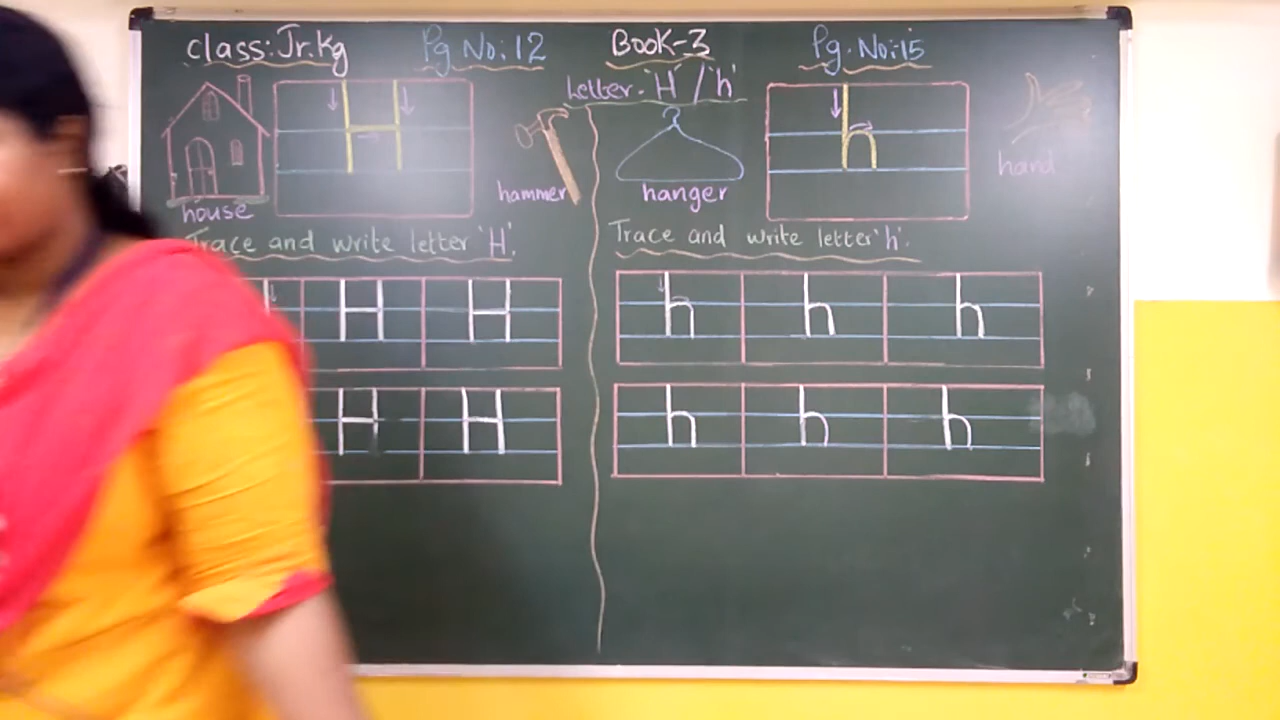 class: Jr.Kg
Pg No: 12
BOOK-3
Pg. No: 15
Letter- 'H' / 'h'
H
h
house
hammer
hanger
hand
Trace and write letter 'H'.
Trace and write letter 'h'.
H H
h h h
H H
h h h